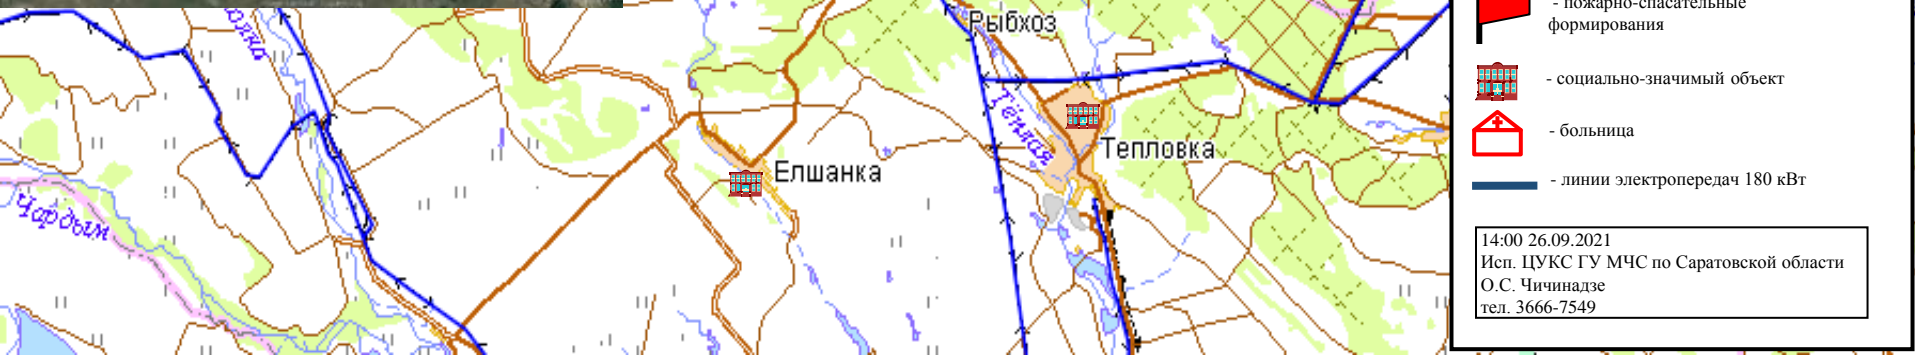 Рыбхоз
Тёплая
Тепловка
Елшанка
Чардым
- пожарно-спасательные
формирования
- социально-значимый объект
- больница
- линии электропередач 180 кВт
14:00 26.09.2021
Исп. ЦУКС ГУ МЧС по Саратовской области
О.С. Чичинадзе
тел. 3666-7549